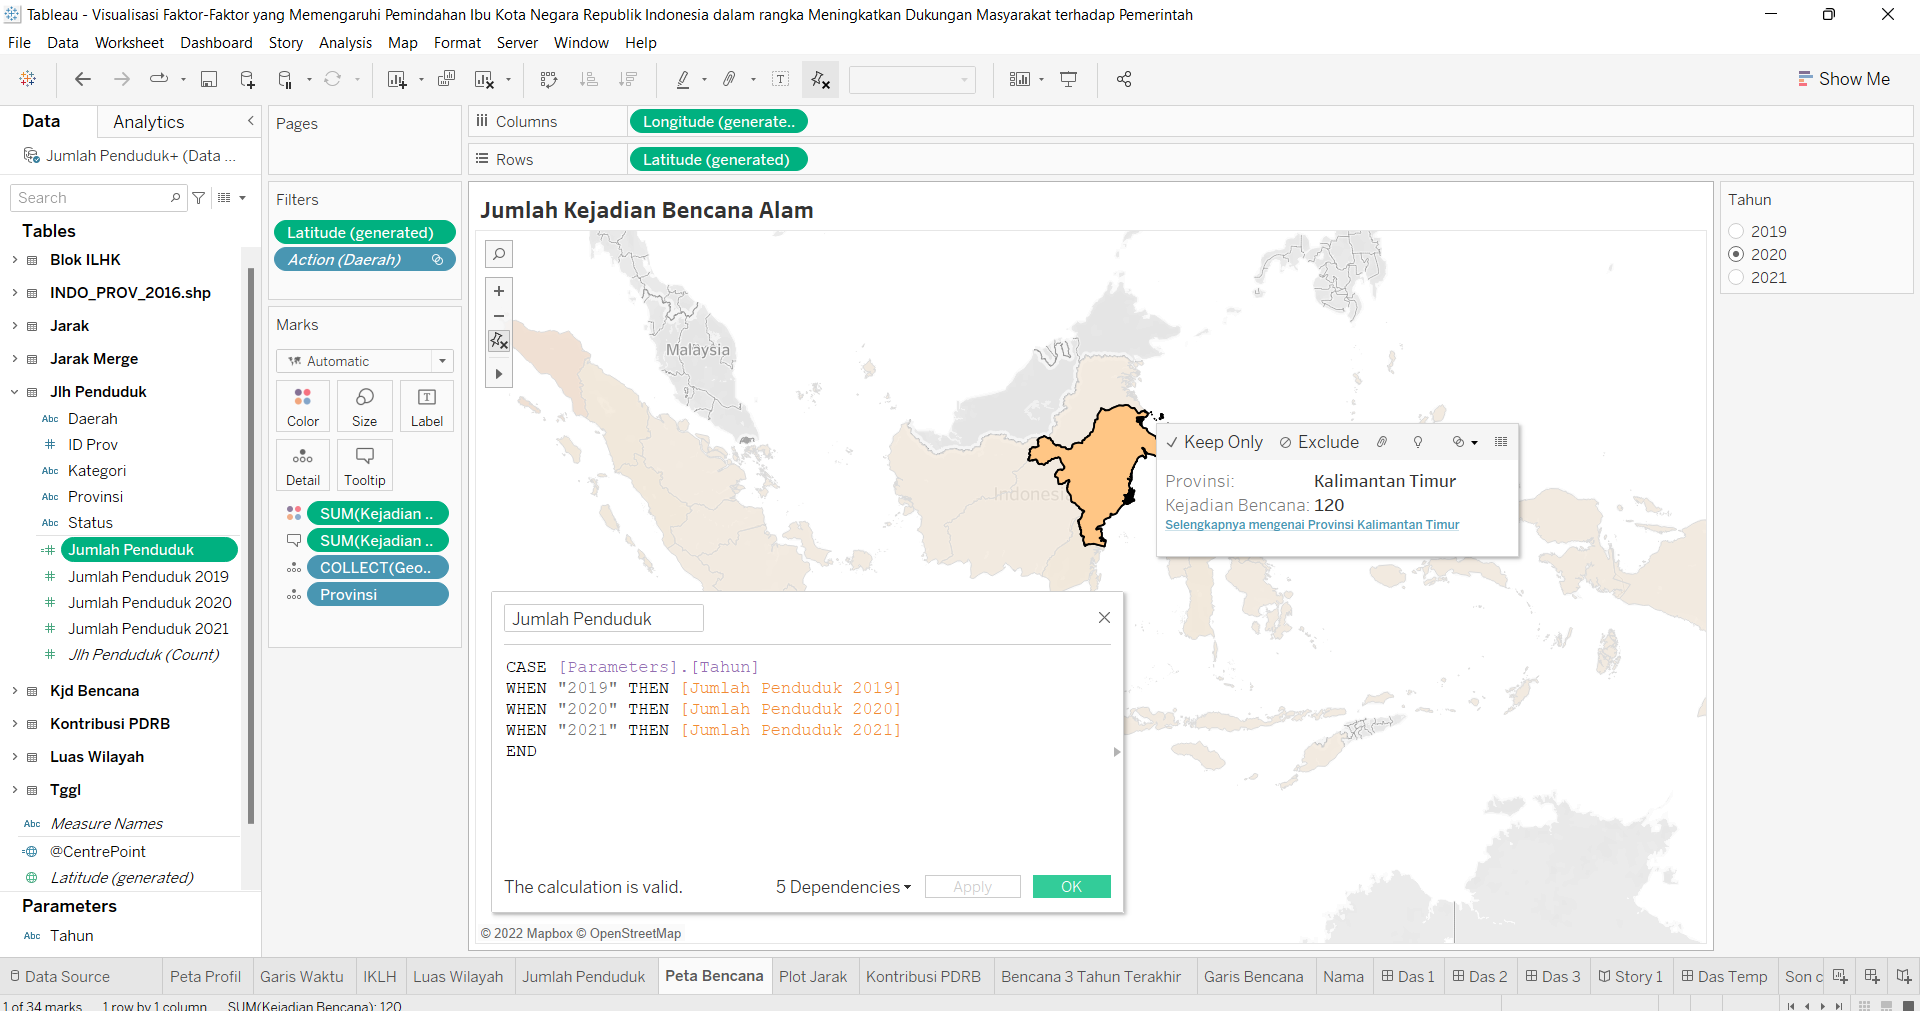 Tableau - Visualisasi Faktor-Faktor yang Memengaruhi Pemindahan Ibu Kota Negara Republik Indonesia dalam rangka Meningkatkan Dukungan Masyarakat terhadap Pemerintah
File Data Worksheet Dashboard Story Analysis Map Format Server Window Help
Show Me
Data Analytics
Jumlah Penduduk+ (Data ...
Search
Tables
Blok ILHK
INDO_PROV_2016.shp
Jarak
Jarak Merge
Jlh Penduduk
Abc Daerah
ID Prov
Abc Kategori
Abc Provinsi
Abc Status
Jumlah Penduduk
Jumlah Penduduk 2019
Jumlah Penduduk 2020
Jumlah Penduduk 2021
Jlh Penduduk (Count)
Kjd Bencana
Kontribusi PDRB
Luas Wilayah
Tggl
Abc Measure Names
@CentrePoint
Latitude (generated)
Parameters
Abc Tahun
Pages
Filters
Latitude (generated)
Action (Daerah)
Marks
Automatic
Color Size Label
Detail Tooltip
SUM(Kejadian ..
SUM(Kejadian ..
COLLECT(Geo..
Provinsi
Columns Longitude (generate..
Rows Latitude (generated)
Jumlah Kejadian Bencana Alam
Malaysia
Indonesi
Keep Only Exclude
Provinsi: Kalimantan Timur
Kejadian Bencana: 120
Selengkapnya mengenai Provinsi Kalimantan Timur
Jumlah Penduduk
CASE [Parameters].[Tahun]
WHEN "2019" THEN [Jumlah Penduduk 2019]
WHEN "2020" THEN [Jumlah Penduduk 2020]
WHEN "2021" THEN [Jumlah Penduduk 2021]
END
The calculation is valid. 5 Dependencies Apply OK
© 2022 Mapbox © OpenStreetMap
Tahun
2019
2020
2021
Data Source Peta Profil Garis Waktu IKLH Luas Wilayah Jumlah Penduduk Peta Bencana Plot Jarak Kontribusi PDRB Bencana 3 Tahun Terakhir Garis Bencana Nama Das 1 Das 2 Das 3 Story 1 Das Temp Son c
1 of 34 marks 1 row by 1 column SUM(Kejadian Bencana): 120